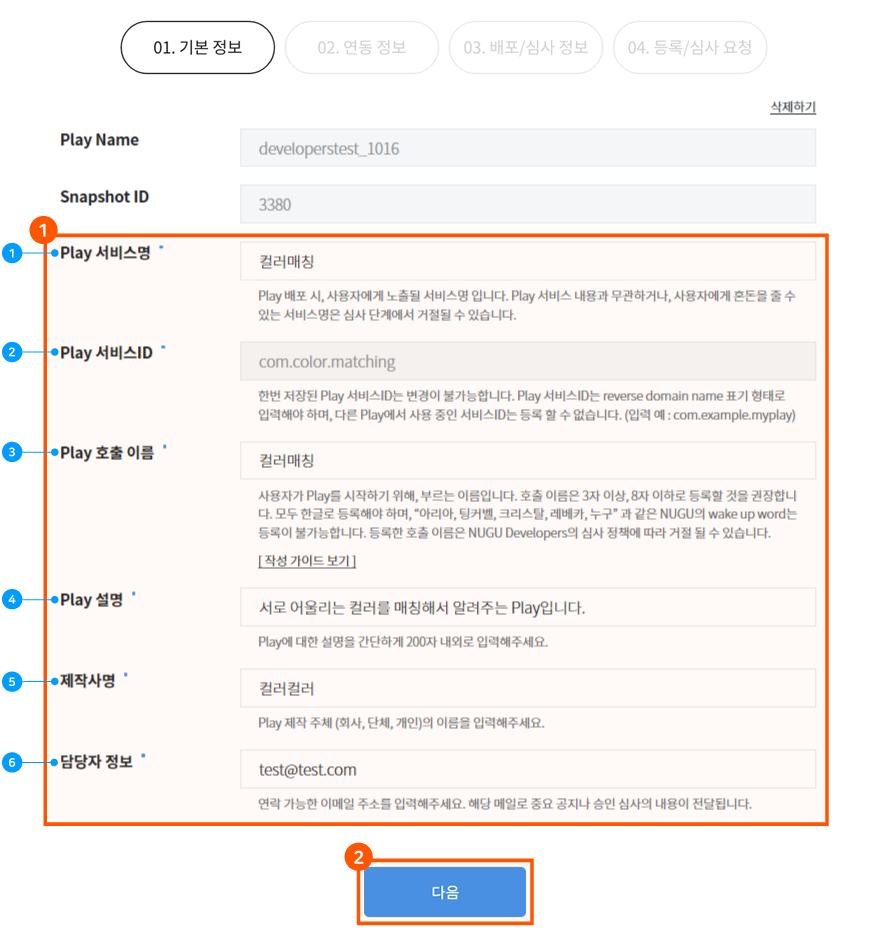 01. 기본 정보
02. 연동 정보
03. 배포/심사 정보
04. 등록/심사 요청
삭제하기
Play Name
developerstest_1016
Snapshot ID
3380
1
1
Play 서비스명
컬러매칭
Play 배포 시, 사용자에게 노출될 서비스명 입니다. Play 서비스 내용과 무관하거나, 사용자에게 혼돈을 줄 수
있는 서비스명은 심사 단계에서 거절될 수 있습니다.
2
Play 서비스ID
com.color.matching
한번 저장된 Play 서비스ID는 변경이 불가능합니다. Play 서비스ID는 reverse domain name 표기 형태로
입력해야 하며, 다른 Play에서 사용 중인 서비스ID는 등록 할 수 없습니다. (입력 예 : com.example.myplay)
3
Play 호출 이름
컬러매칭
사용자가 Play를 시작하기 위해, 부르는 이름입니다. 호출 이름은 3자 이상, 8자 이하로 등록할 것을 권장합니
다. 모두 한글로 등록해야 하며, “아리아, 팅커벨, 크리스탈, 레베카, 누구” 과 같은 NUGU의 wake up word는
등록이 불가능합니다. 등록한 호출 이름은 NUGU Developers의 심사 정책에 따라 거절 될 수 있습니다.
[ 작성 가이드 보기 ]
4
Play 설명
서로 어울리는 컬러를 매칭해서 알려주는 Play입니다.
Play에 대한 설명을 간단하게 200자 내외로 입력해주세요.
5
제작사명
컬러컬러
Play 제작 주체 (회사, 단체, 개인)의 이름을 입력해주세요.
6
담당자 정보
test@test.com
연락 가능한 이메일 주소를 입력해주세요. 해당 메일로 중요 공지나 승인 심사의 내용이 전달됩니다.
2
다음